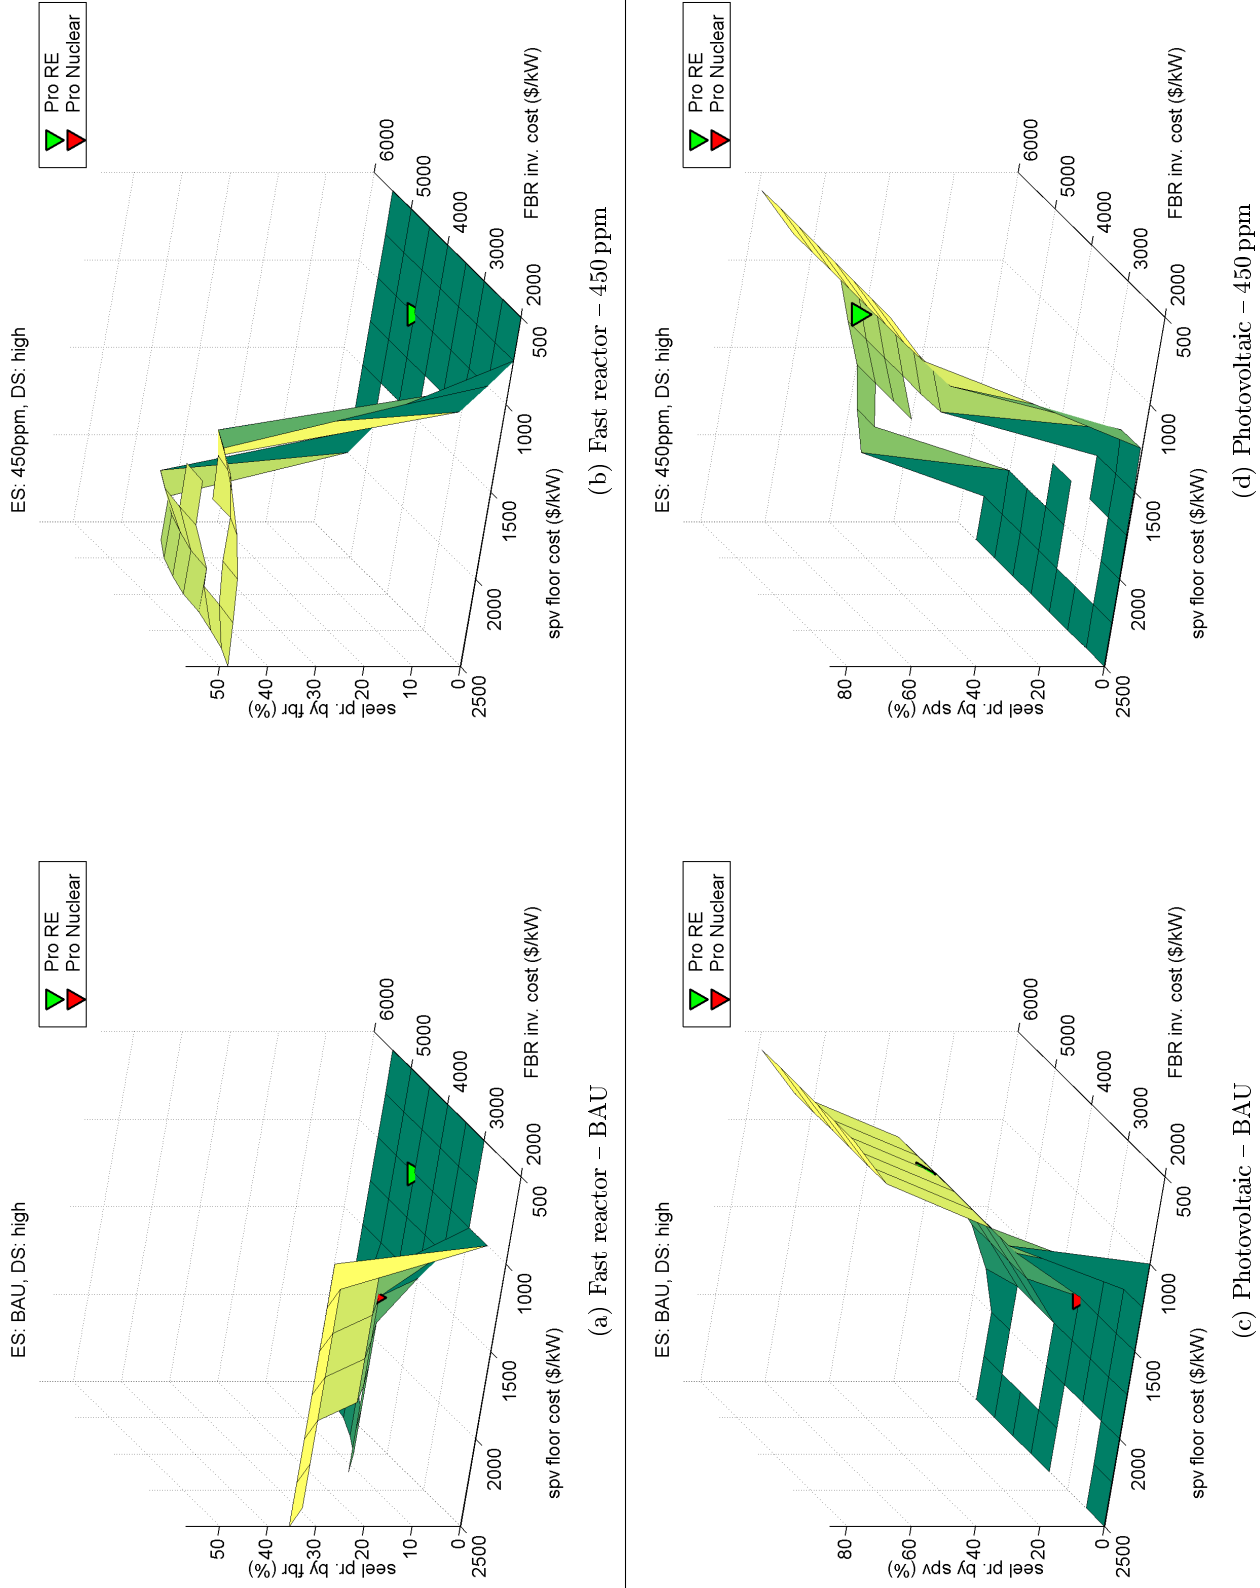 ES: BAU, DS: high
Pro RE
Pro Nuclear
seel pr. by fbr (%)
50
40
30
20
10
0
2500
2000
1500
1000
500
spv floor cost ($/kW)
2000
3000
4000
5000
6000
FBR inv. cost ($/kW)
(a) Fast reactor – BAU
ES: 450ppm, DS: high
Pro RE
Pro Nuclear
seel pr. by fbr (%)
50
40
30
20
10
0
2500
2000
1500
1000
500
spv floor cost ($/kW)
2000
3000
4000
5000
6000
FBR inv. cost ($/kW)
(b) Fast reactor – 450 ppm
ES: BAU, DS: high
Pro RE
Pro Nuclear
seel pr. by spv (%)
80
60
40
20
0
2500
2000
1500
1000
500
spv floor cost ($/kW)
2000
3000
4000
5000
6000
FBR inv. cost ($/kW)
(c) Photovoltaic – BAU
ES: 450ppm, DS: high
Pro RE
Pro Nuclear
seel pr. by spv (%)
80
60
40
20
0
2500
2000
1500
1000
500
spv floor cost ($/kW)
2000
3000
4000
5000
6000
FBR inv. cost ($/kW)
(d) Photovoltaic – 450 ppm